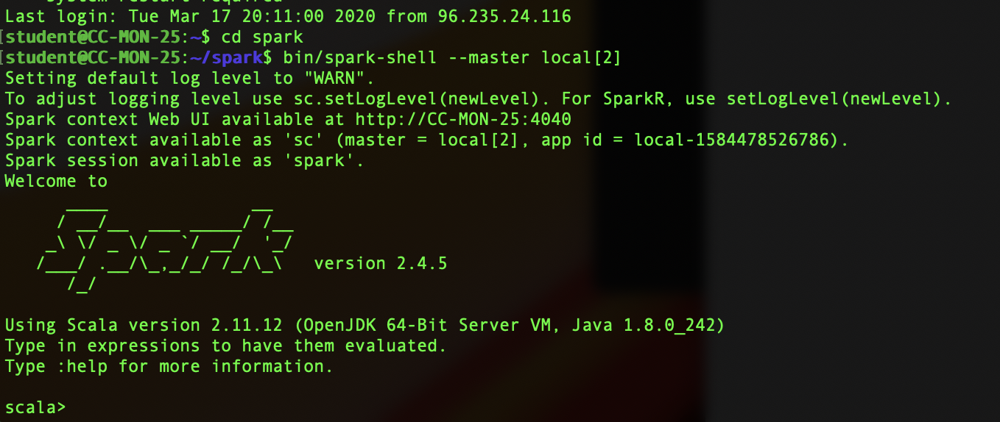 system restart required
Last login: Tue Mar 17 20:11:00 2020 from 96.235.24.116
[student@CC-MON-25:~$ cd spark
[student@CC-MON-25:~/spark$ bin/spark-shell --master local[2]
Setting default log level to "WARN".
To adjust logging level use sc.setLogLevel(newLevel). For SparkR, use setLogLevel(newLevel).
Spark context Web UI available at http://CC-MON-25:4040
Spark context available as 'sc' (master = local[2], app id = local-1584478526786).
Spark session available as 'spark'.
Welcome to
      ____              __
     / __/__  ___ _____/ /__
    _\ \/ _ \/ _ `/ __/  '_/
   /___/ .__/\_,_/_/ /_/\_\   version 2.4.5
      /_/
Using Scala version 2.11.12 (OpenJDK 64-Bit Server VM, Java 1.8.0_242)
Type in expressions to have them evaluated.
Type :help for more information.
scala>